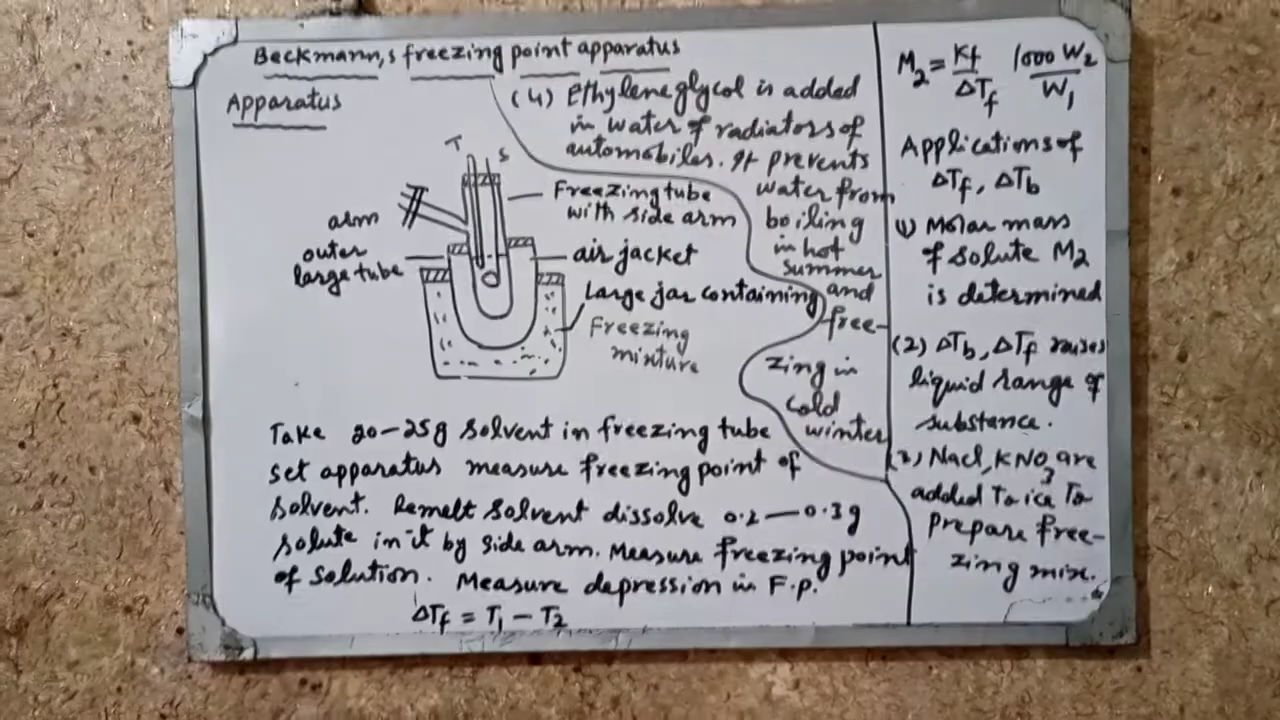 Beckmann,s freezing point apparatus
Apparatus
(4) Ethylene glycol is added
in water of radiators of
automobiles. It prevents
water from
boiling
in hot
summer
and
free-
zing in
cold
winter
T S
Freezing tube
with side arm
arm
outer
large tube
air jacket
Large jar containing
Freezing
mixture
Take 20-25g solvent in freezing tube
set apparatus measure freezing point of
solvent. Remelt solvent dissolve 0.2—0.3g
solute in it by side arm. Measure freezing point
of solution. Measure depression in F.p.
ΔTf = T₁ - T₂
M₂ = Kf/ΔTf 1000 W₂/W₁
Applications of
ΔTf, ΔTb
(1) Molar mass
of solute M₂
is determined
(2) ΔTb, ΔTf raises
liquid range of
substance.
(3) Nacl, KNO₃ are
added To ice To
prepare free-
zing mix.